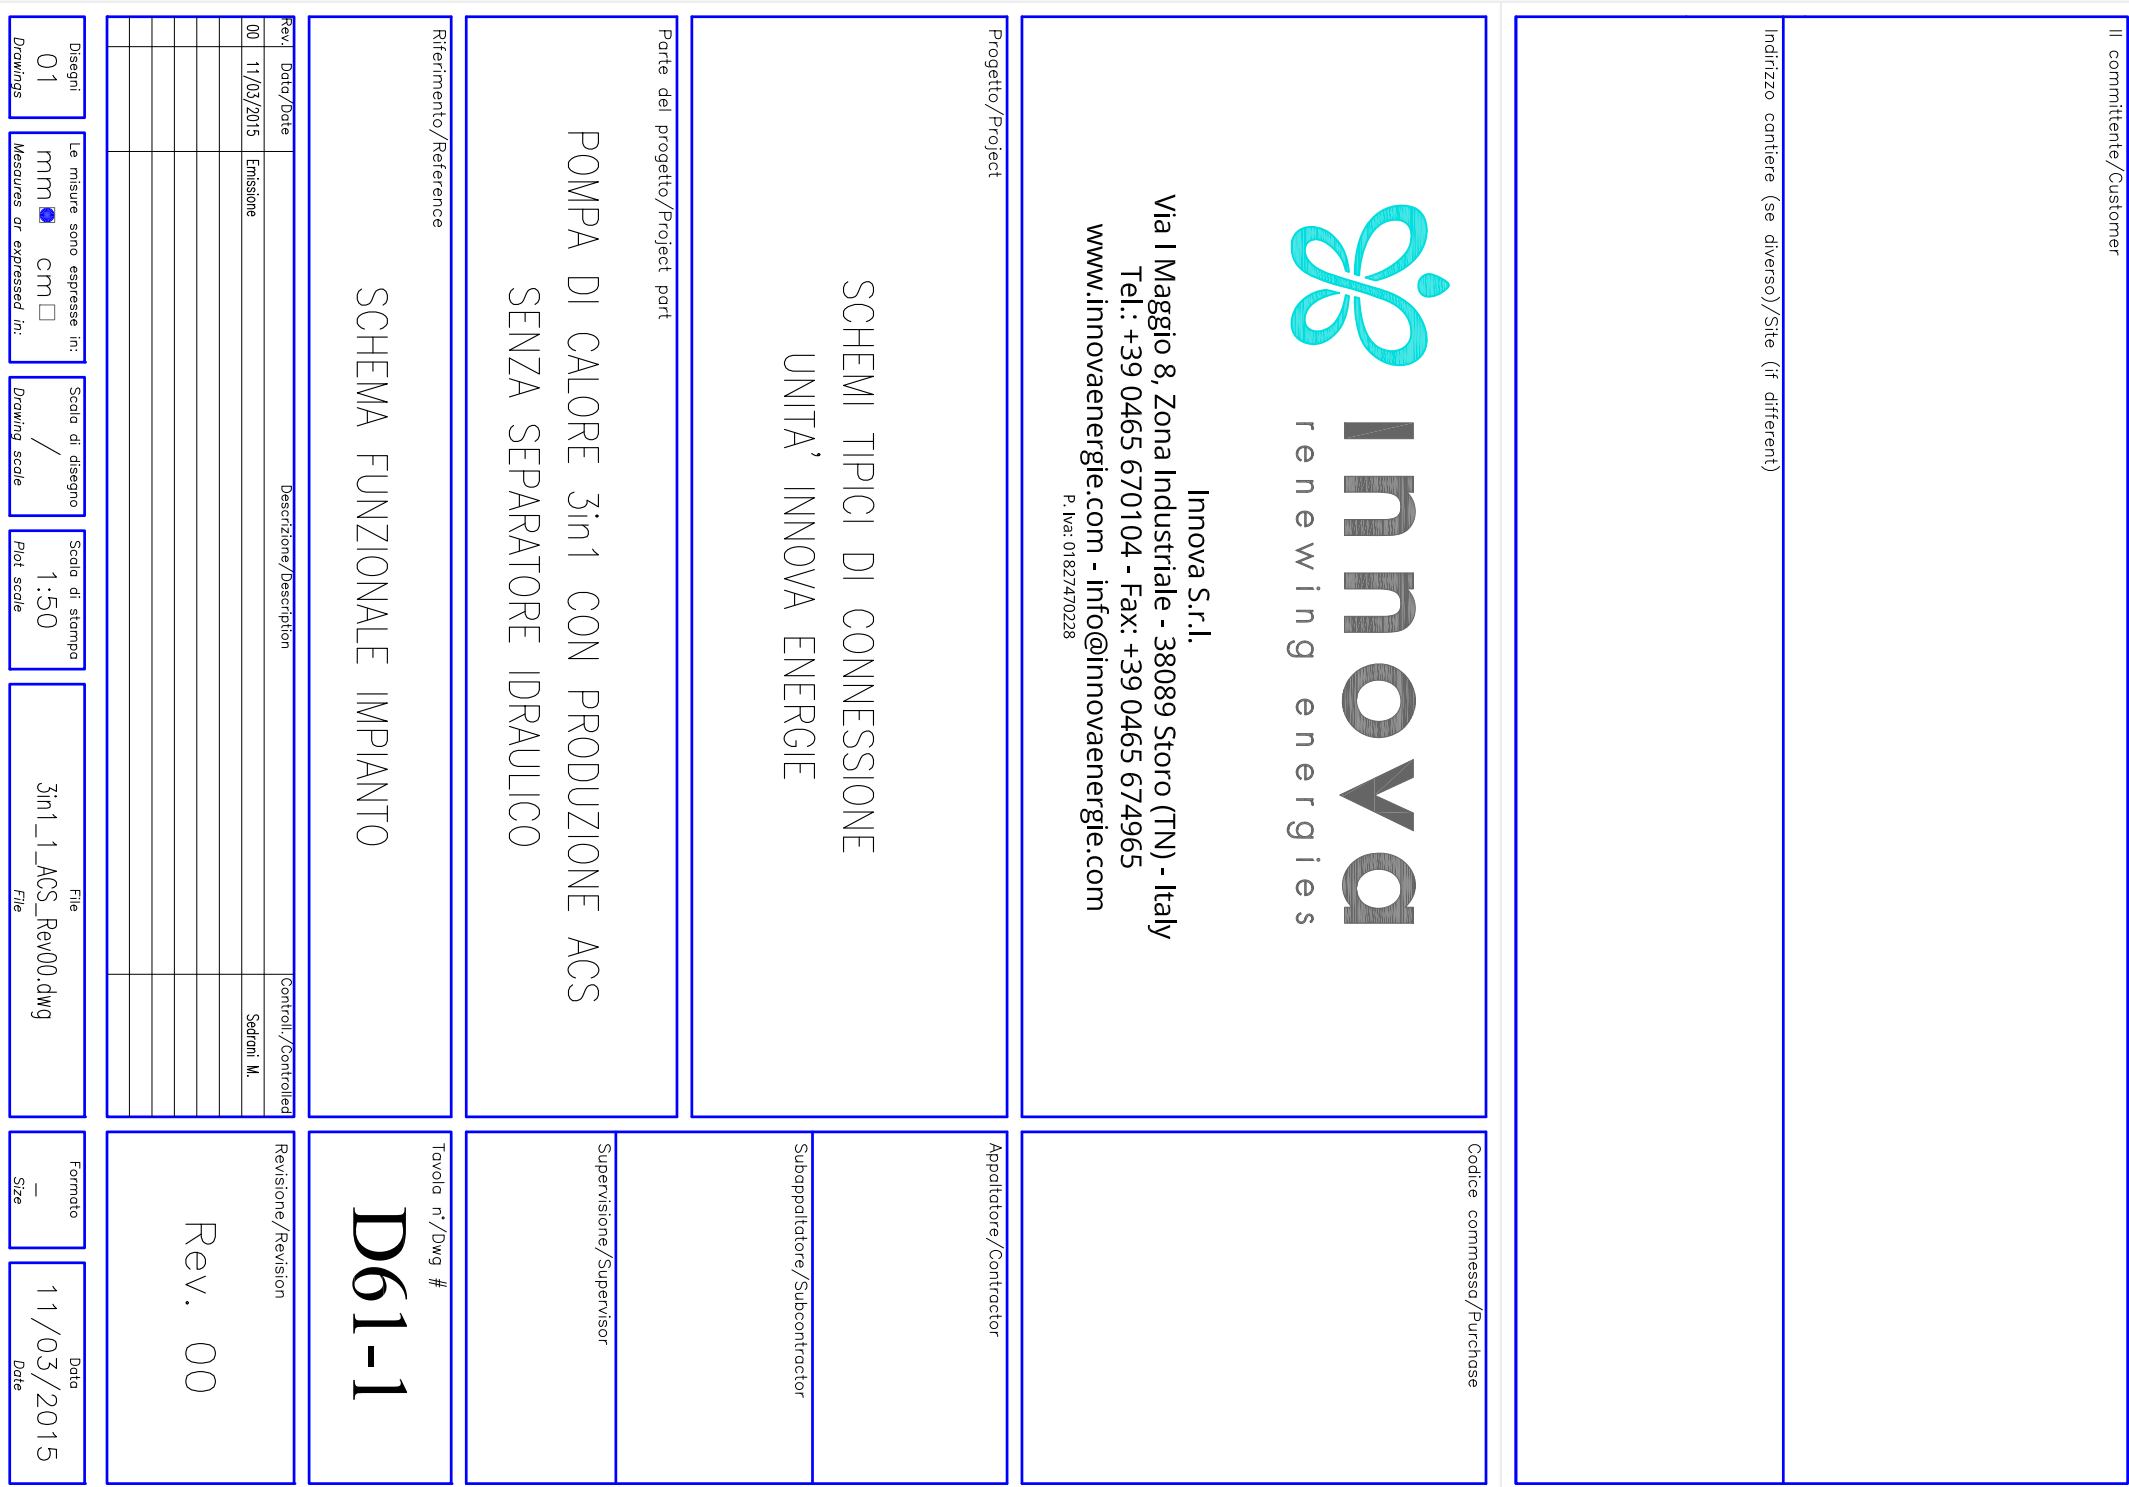 Il committente/Customer
Indirizzo cantiere (se diverso)/Site (if different)
Innova
renewing energies
Innova S.r.l.
Via I Maggio 8, Zona Industriale - 38089 Storo (TN) - Italy
Tel.: +39 0465 670104 - Fax: +39 0465 674965
www.innovaenergie.com - info@innovaenergie.com
P. Iva: 01827470228
Codice commessa/Purchase
Progetto/Project
SCHEMI TIPICI DI CONNESSIONE
UNITA' INNOVA ENERGIE
Appaltatore/Contractor
Subappaltatore/Subcontractor
Supervisione/Supervisor
Parte del progetto/Project part
POMPA DI CALORE 3in1 CON PRODUZIONE ACS
SENZA SEPARATORE IDRAULICO
Riferimento/Reference
SCHEMA FUNZIONALE IMPIANTO
Tavola n°/Dwg #
D61-1
Rev. Data/Date Descrizione/Description Controll./Controlled
00 11/03/2015 Emissione Sedrani M.
Revisione/Revision
Rev. 00
Disegni
01
Drawings
Le misure sono espresse in:
mm cm
Mesaures ar expressed in:
Scala di disegno
/
Drawing scale
Scala di stampa
1:50
Plot scale
File
3in1_1_ACS_Rev00.dwg
File
Formato
–
Size
Data
11/03/2015
Date